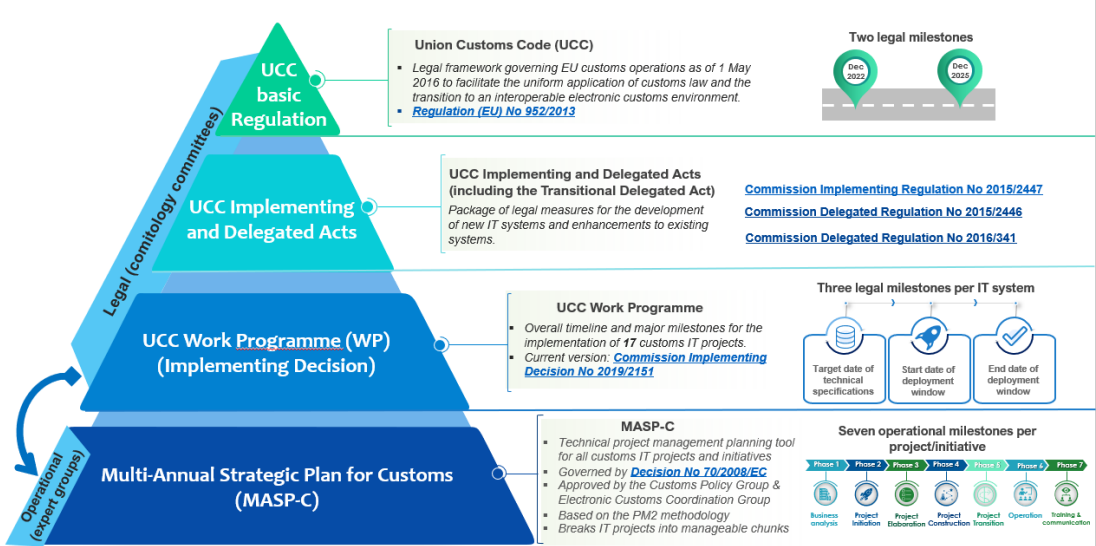 UCC
basic
Regulation
Union Customs Code (UCC)
▪ Legal framework governing EU customs operations as of 1 May
2016 to facilitate the uniform application of customs law and the
transition to an interoperable electronic customs environment.
▪ Regulation (EU) No 952/2013
Two legal milestones
Dec
2022
Dec
2025
Legal (comitology committees)
UCC Implementing
and Delegated Acts
UCC Implementing and Delegated Acts
(including the Transitional Delegated Act)
Package of legal measures for the development
of new IT systems and enhancements to existing
systems.
Commission Implementing Regulation No 2015/2447
Commission Delegated Regulation No 2015/2446
Commission Delegated Regulation No 2016/341
UCC Work Programme (WP)
(Implementing Decision)
UCC Work Programme
▪ Overall timeline and major milestones for the
implementation of 17 customs IT projects.
▪ Current version: Commission Implementing
Decision No 2019/2151
Three legal milestones per IT system
Target date of
technical
specifications
Start date of
deployment
window
End date of
deployment
window
Operational
(expert groups)
Multi-Annual Strategic Plan for Customs
(MASP-C)
MASP-C
▪ Technical project management planning tool
for all customs IT projects and initiatives
▪ Governed by Decision No 70/2008/EC
▪ Approved by the Customs Policy Group &
Electronic Customs Coordination Group
▪ Based on the PM2 methodology
▪ Breaks IT projects into manageable chunks
Seven operational milestones per
project/initiative
Phase 1
Phase 2
Phase 3
Phase 4
Phase 5
Phase 6
Phase 7
Business
analysis
Project
Initiation
Project
Elaboration
Project
Construction
Project
Transition
Operation
Training &
communication